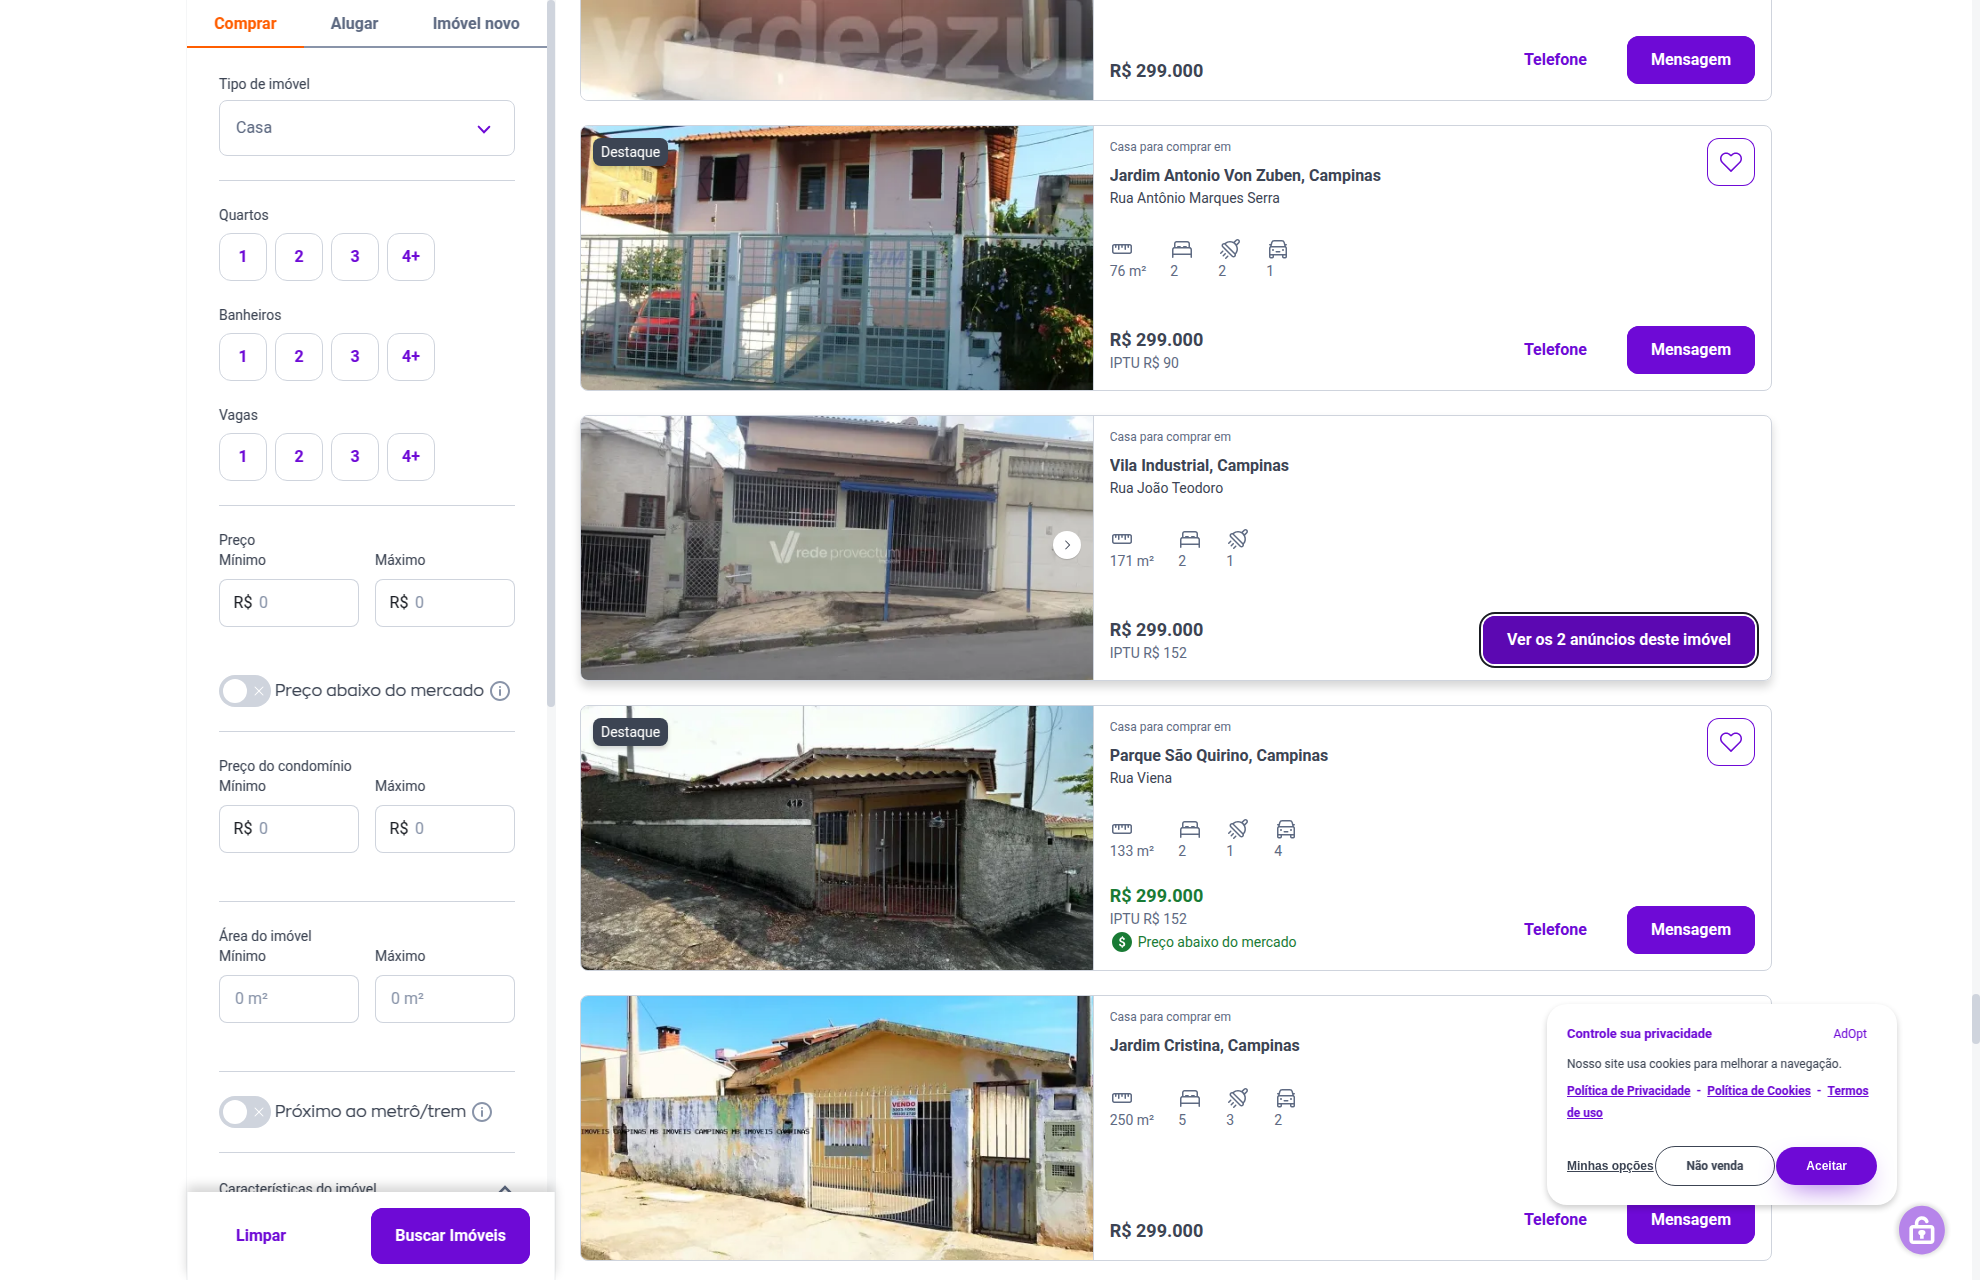 Comprar
Alugar
Imóvel novo
Tipo de imóvel
Casa
Quartos
1
2
3
4+
Banheiros
1
2
3
4+
Vagas
1
2
3
4+
Preço
Mínimo
Máximo
R$ 0
R$ 0
Preço abaixo do mercado
Preço do condomínio
Mínimo
Máximo
R$ 0
R$ 0
Área do imóvel
Mínimo
Máximo
0 m²
0 m²
Próximo ao metrô/trem
Características do imóvel
Limpar
Buscar Imóveis
verdeazul
R$ 299.000
Telefone
Mensagem
Destaque
Casa para comprar em
Jardim Antonio Von Zuben, Campinas
Rua Antônio Marques Serra
76 m²
2
2
1
R$ 299.000
IPTU R$ 90
Telefone
Mensagem
rede provectum
Casa para comprar em
Vila Industrial, Campinas
Rua João Teodoro
171 m²
2
1
R$ 299.000
IPTU R$ 152
Ver os 2 anúncios deste imóvel
Destaque
Casa para comprar em
Parque São Quirino, Campinas
Rua Viena
133 m²
2
1
4
R$ 299.000
IPTU R$ 152
Preço abaixo do mercado
Telefone
Mensagem
VENDO
IMOVEIS CAMPINAS MB IMOVEIS CAMPINAS MB IMOVEIS CAMPINAS
Casa para comprar em
Jardim Cristina, Campinas
250 m²
5
3
2
R$ 299.000
Telefone
Mensagem
Controle sua privacidade
AdOpt
Nosso site usa cookies para melhorar a navegação.
Política de Privacidade - Política de Cookies - Termos
de uso
Minhas opções
Não venda
Aceitar